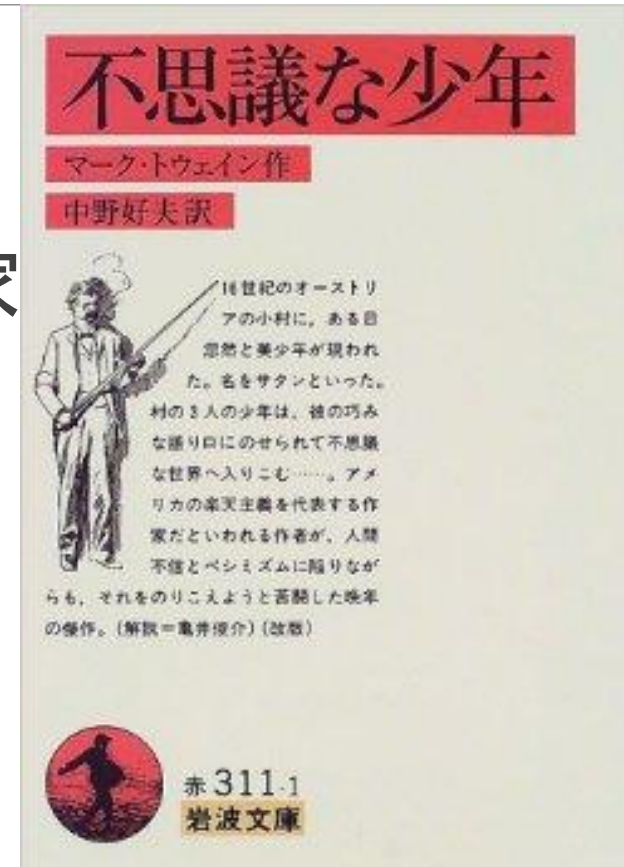 不思議な少年
マーク・トウェイン作
中野好夫訳
家
16世紀のオーストリ
アの小村に，ある日
忽然と美少年が現われ
た。名をサタンといった。
村の3人の少年は，彼の巧み
な語り口にのせられて不思議
な世界へ入りこむ……。アメ
リカの楽天主義を代表する作
家だといわれる作者が，人間
不信とペシミズムに陥りなが
らも，それをのりこえようと苦闘した晩年
の傑作。(解説＝亀井俊介)(改版)
赤311-1
岩波文庫